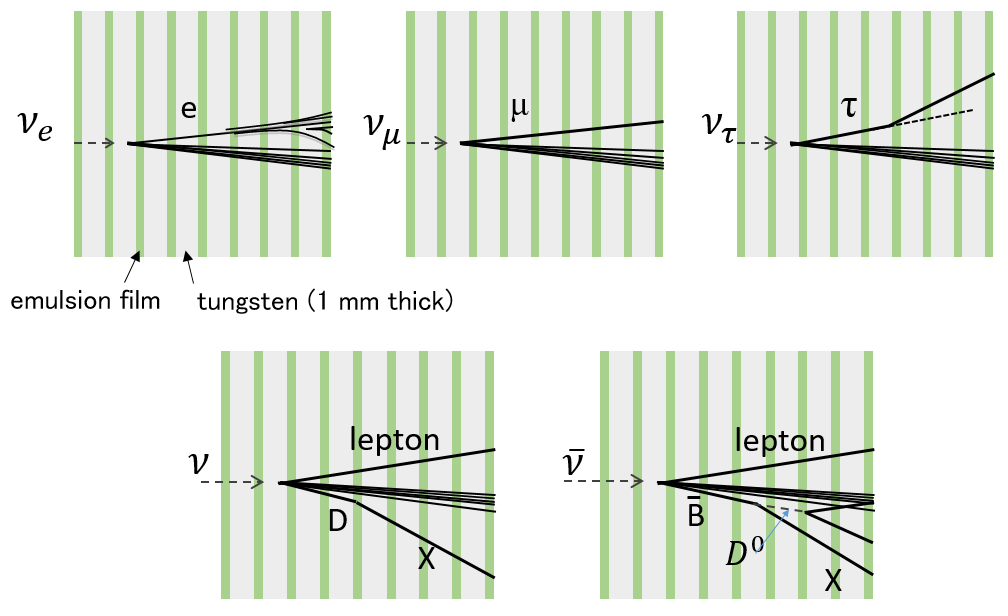 νe
e
νμ
μ
ντ
τ
emulsion film
tungsten (1 mm thick)
ν
lepton
D
X
ν̄
lepton
B̄
D⁰
X